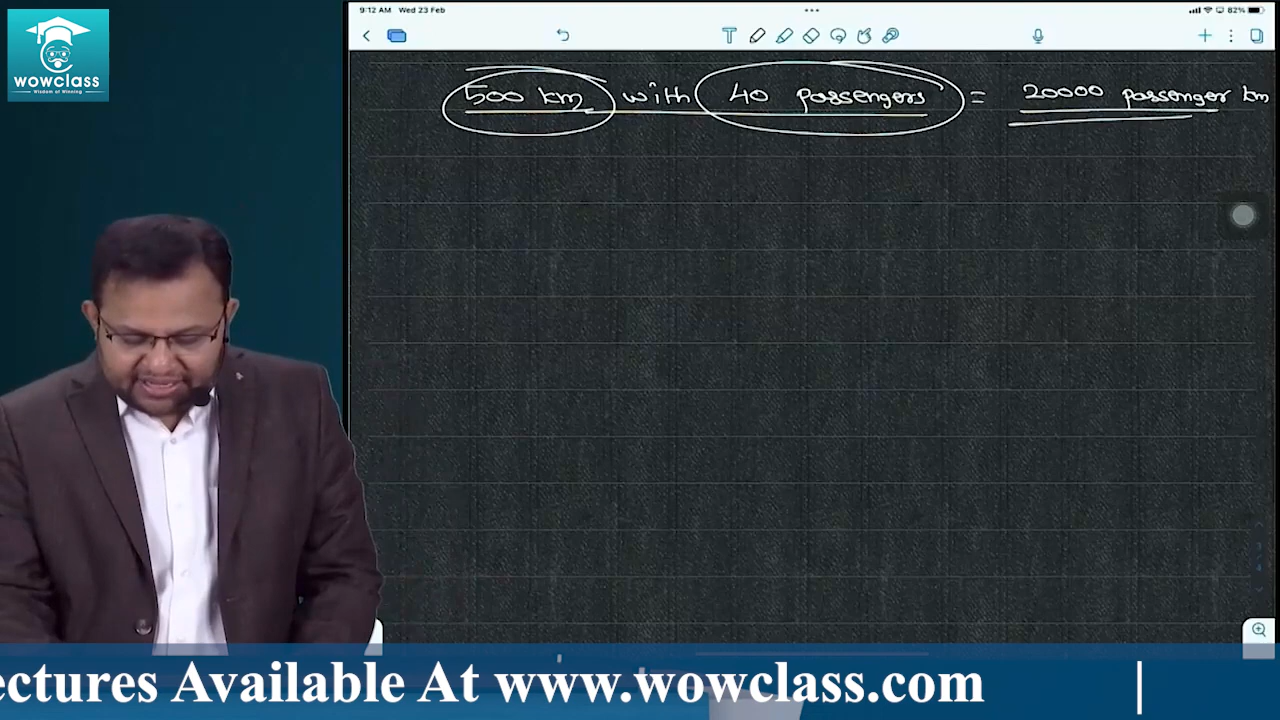 wowclass
Wisdom of Winning
9:12 AM Wed 23 Feb
82%
500 km with 40 passengers = 20000 passenger km
ectures Available At www.wowclass.com